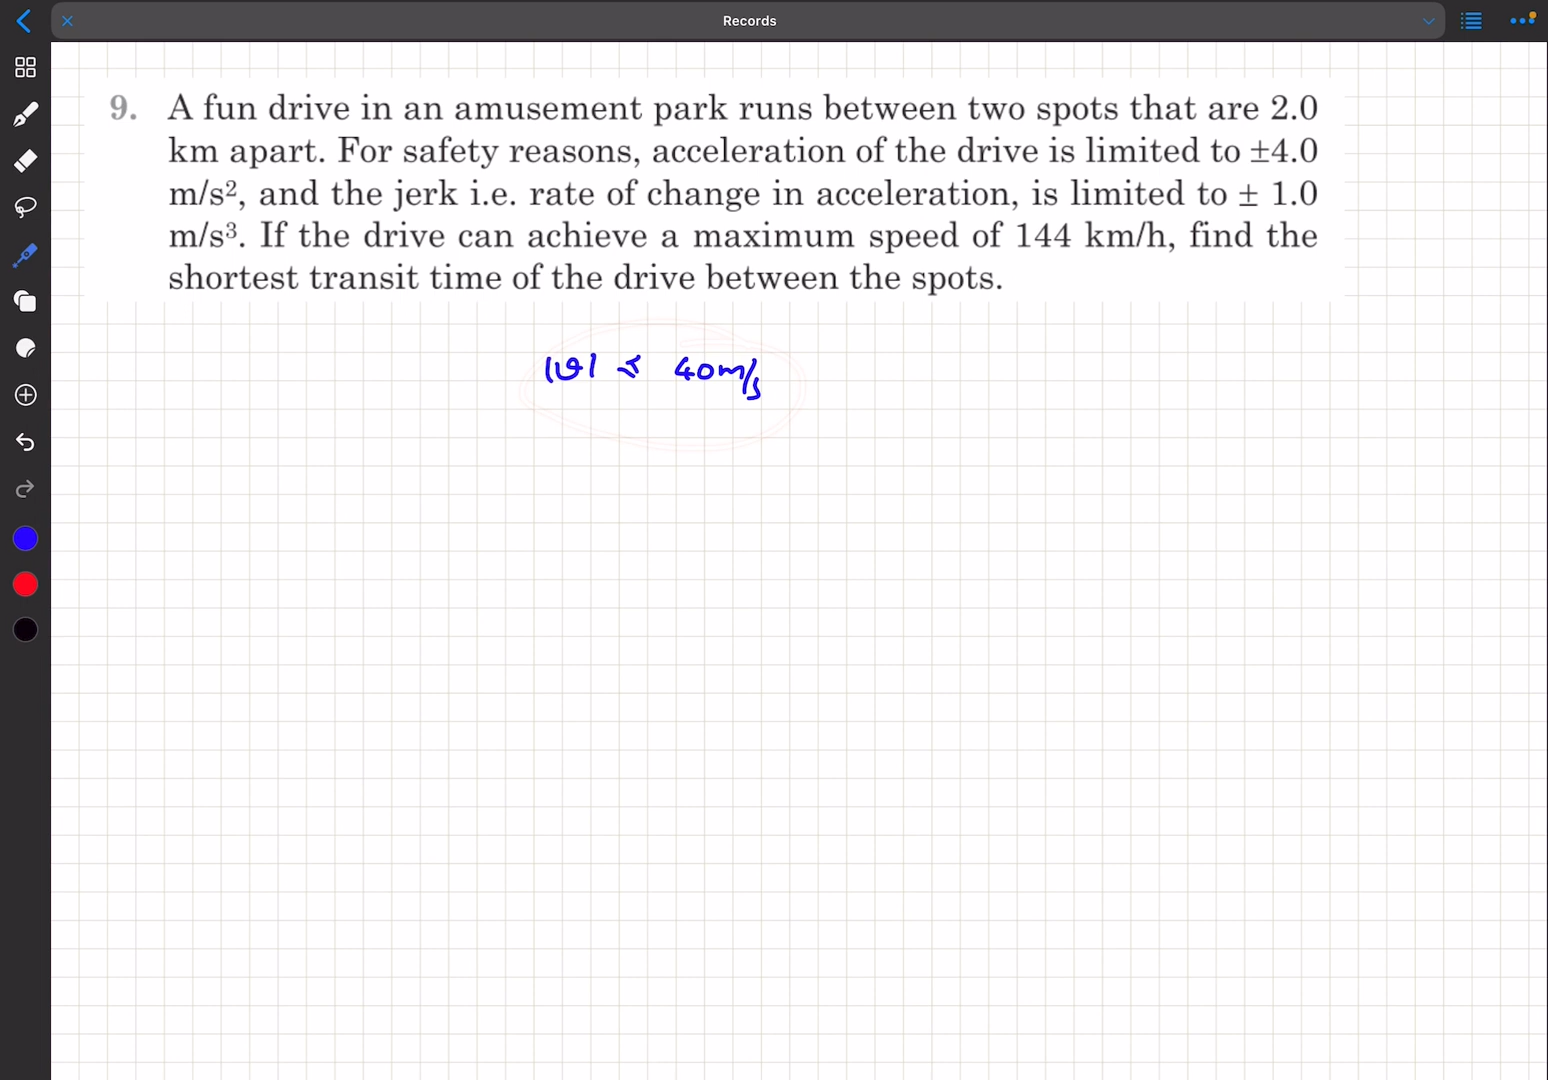 Records
9. A fun drive in an amusement park runs between two spots that are 2.0
km apart. For safety reasons, acceleration of the drive is limited to ±4.0
m/s², and the jerk i.e. rate of change in acceleration, is limited to ± 1.0
m/s³. If the drive can achieve a maximum speed of 144 km/h, find the
shortest transit time of the drive between the spots.
|v| ≤ 40m/s